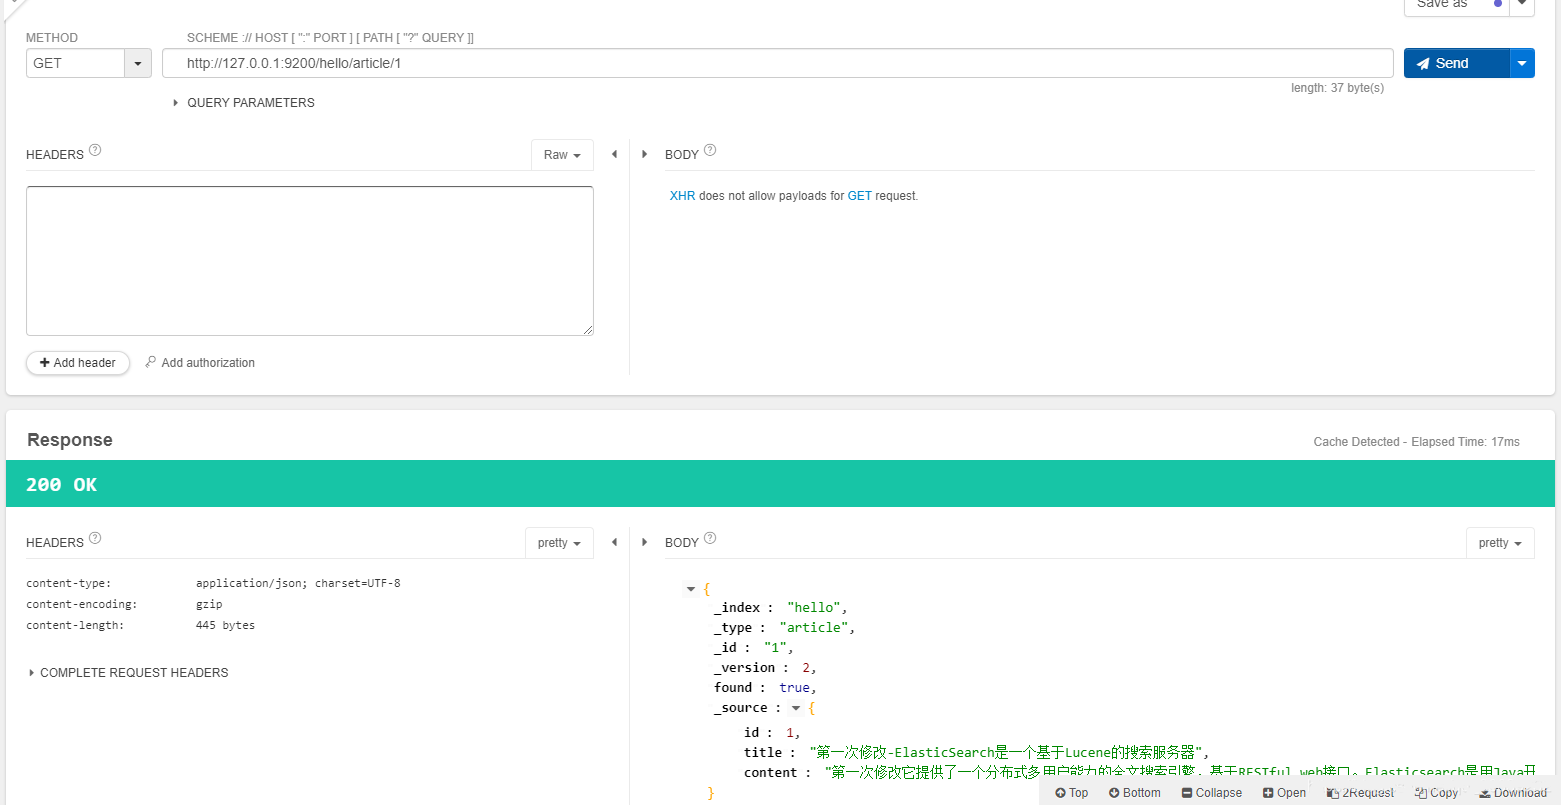 Save as
METHOD
SCHEME :// HOST [ ":" PORT ] [ PATH [ "?" QUERY ]]
GET
http://127.0.0.1:9200/hello/article/1
Send
length: 37 byte(s)
QUERY PARAMETERS
HEADERS ?
Raw
BODY ?
XHR does not allow payloads for GET request.
+ Add header
Add authorization
Response
Cache Detected - Elapsed Time: 17ms
200 OK
HEADERS ?
pretty
BODY ?
pretty
content-type: application/json; charset=UTF-8
content-encoding: gzip
content-length: 445 bytes
COMPLETE REQUEST HEADERS
{
_index : "hello",
_type : "article",
_id : "1",
_version : 2,
found : true,
_source : {
id : 1,
title : "第一次修改-ElasticSearch是一个基于Lucene的搜索服务器",
content : "第一次修改它提供了一个分布式多用户能力的全文搜索引擎，基于RESTful web接口。Elasticsearch是用Java开
}
Top
Bottom
Collapse
Open
2Request
Copy
Download